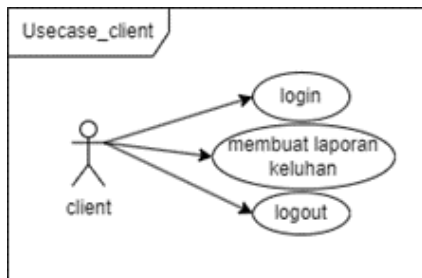 Usecase_client
login
membuat laporan
keluhan
client
logout